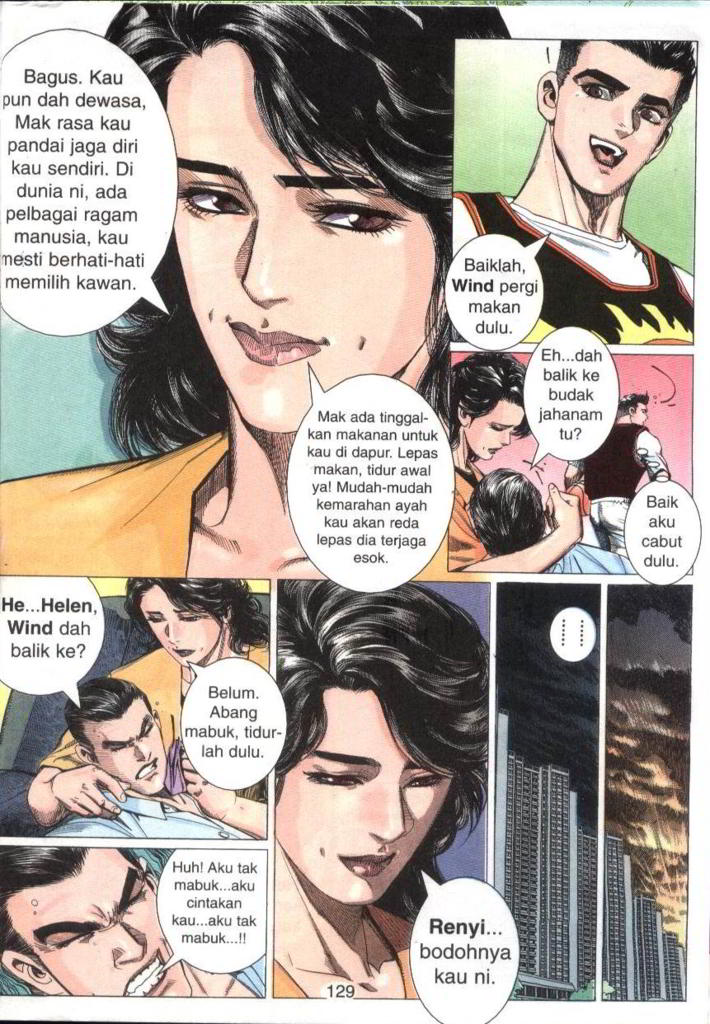 Bagus. Kau
pun dah dewasa,
Mak rasa kau
pandai jaga diri
kau sendiri. Di
dunia ni, ada
pelbagai ragam
manusia, kau
mesti berhati-hati
memilih kawan.
Baiklah,
Wind pergi
makan
dulu.
Mak ada tinggal-
kan makanan untuk
kau di dapur. Lepas
makan, tidur awal
ya! Mudah-mudah
kemarahan ayah
kau akan reda
lepas dia terjaga
esok.
Eh...dah
balik ke
budak
jahanam
tu?
Baik
aku
cabut
dulu.
He...Helen,
Wind dah
balik ke?
Belum.
Abang
mabuk, tidur-
lah dulu.
Huh! Aku tak
mabuk...aku
cintakan
kau...aku tak
mabuk...!!
Renyi...
bodohnya
kau ni.
129